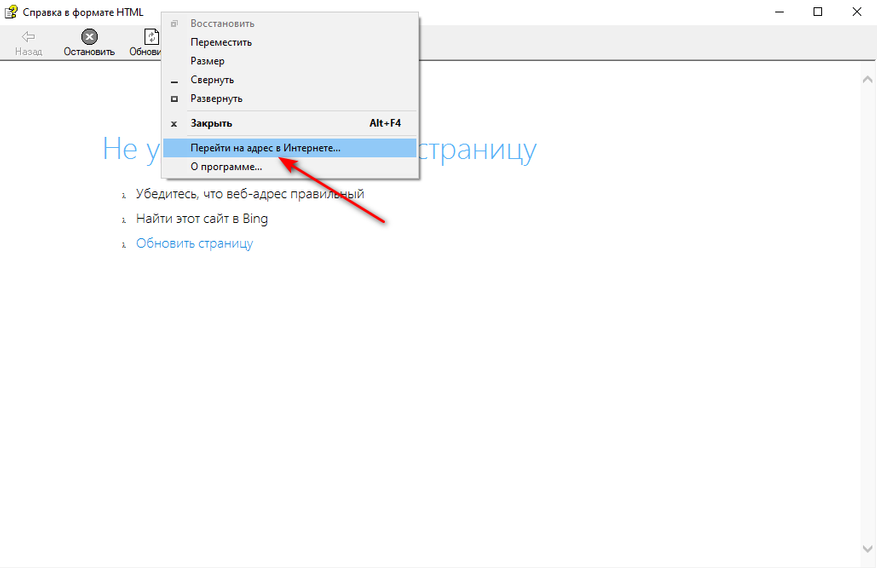 Справка в формате HTML
Назад
Остановить
Обнови
Восстановить
Переместить
Размер
Свернуть
Развернуть
Закрыть Alt+F4
Перейти на адрес в Интернете...
О программе...
Не у страницу
Убедитесь, что веб-адрес правильный
Найти этот сайт в Bing
Обновить страницу